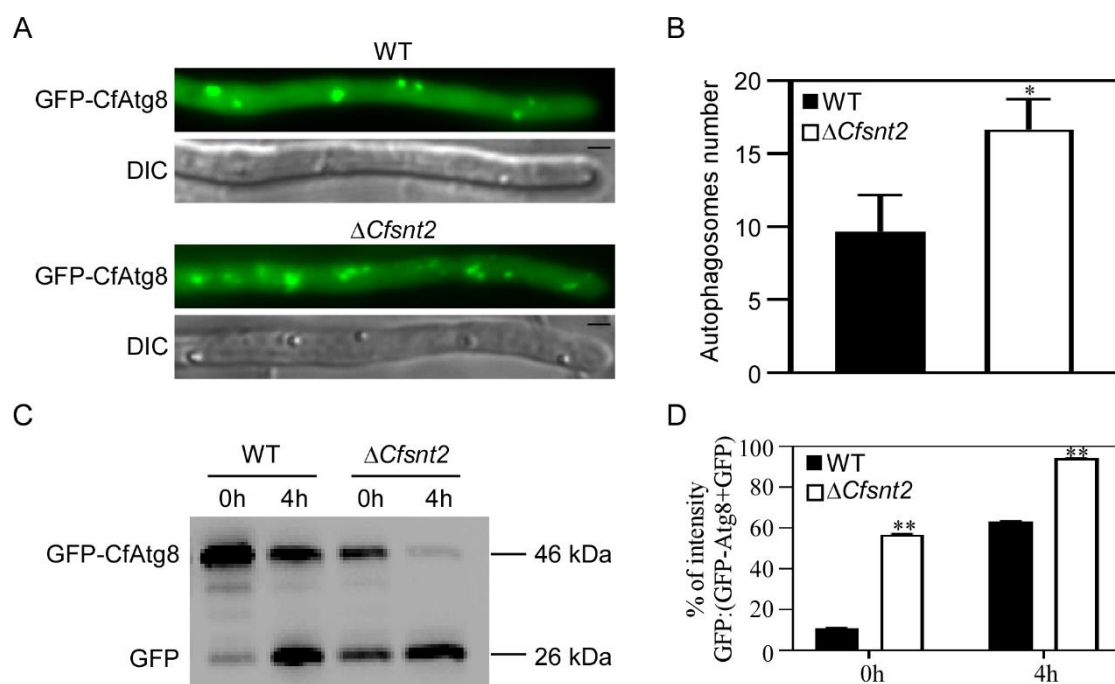 A
WT
GFP-CfAtg8
DIC
ΔCfsnt2
GFP-CfAtg8
DIC
B
Autophagosomes number
20
15
10
5
0
WT
ΔCfsnt2
*
C
WT ΔCfsnt2
0h 4h 0h 4h
GFP-CfAtg8 46 kDa
GFP 26 kDa
D
% of intensity
GFP:(GFP-Atg8+GFP)
100
80
60
40
20
0
WT
ΔCfsnt2
**
**
0h 4h